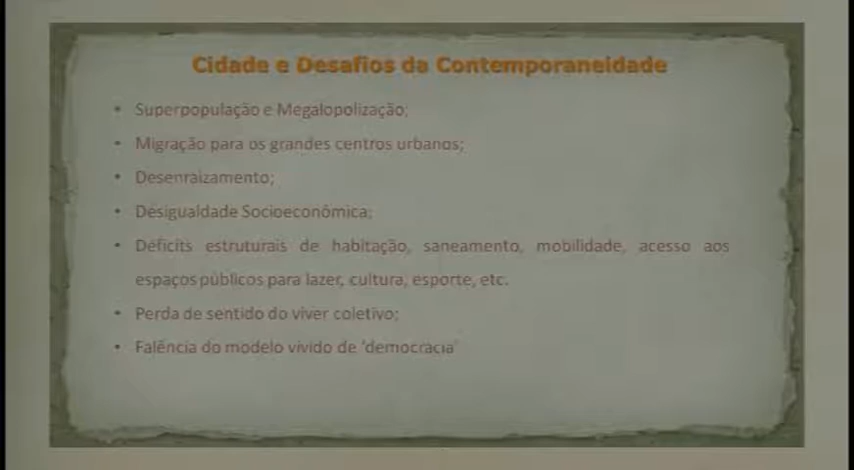 Cidade e Desafios da Contemporaneidade
• Superpopulação e Megalopolização;
• Migração para os grandes centros urbanos;
• Desenraizamento;
• Desigualdade Socioeconômica;
• Déficits estruturais de habitação, saneamento, mobilidade, acesso aos
espaços públicos para lazer, cultura, esporte, etc.
• Perda de sentido do viver coletivo;
• Falência do modelo vivido de 'democracia'